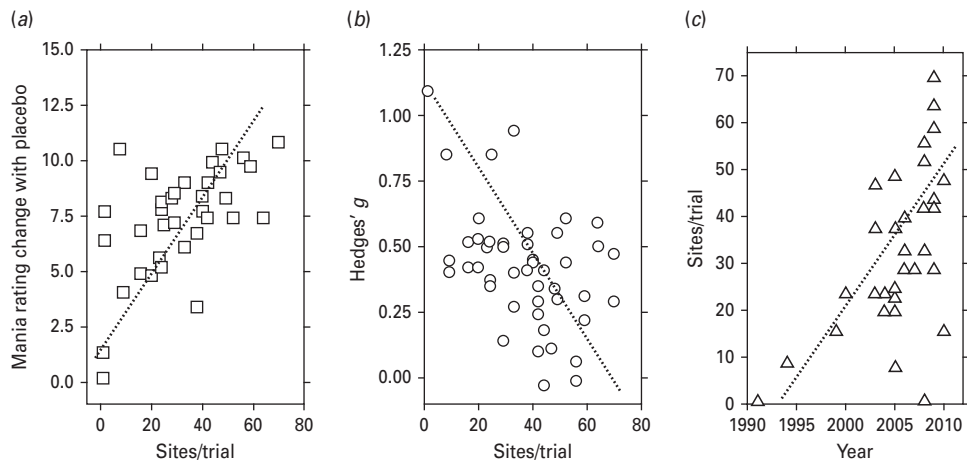 (a)
Mania rating change with placebo
15.0
12.5
10.0
7.5
5.0
2.5
0.0
0 20 40 60 80
Sites/trial
(b)
Hedges' g
1.25
1.00
0.75
0.50
0.25
0.00
0 20 40 60 80
Sites/trial
(c)
Sites/trial
70
60
50
40
30
20
10
0
1990 1995 2000 2005 2010
Year